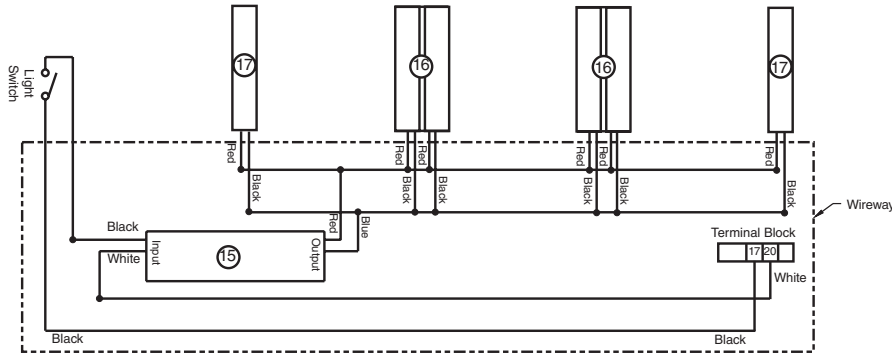 17
16
16
17
Light
Switch
Red
Red
Red
Red
Red
Red
Black
Black
Black
Black
Black
Black
Wireway
Red
Blue
Black
White
Input
15
Output
Terminal Block
17 20
White
Black
Black